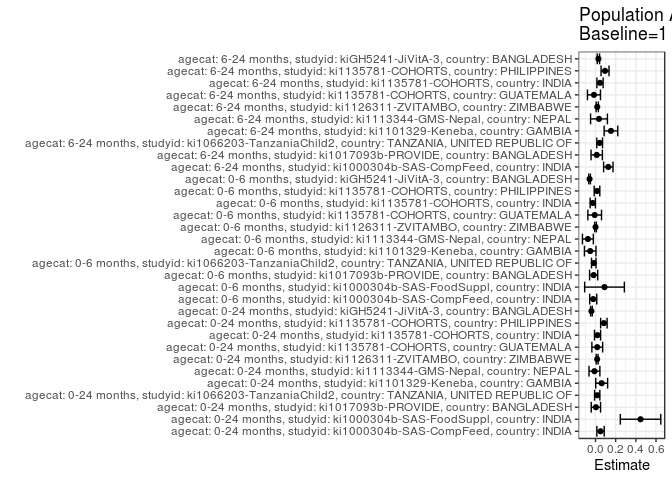 Population A
Baseline=1
agecat: 6-24 months, studyid: kiGH5241-JiVitA-3, country: BANGLADESH
agecat: 6-24 months, studyid: ki1135781-COHORTS, country: PHILIPPINES
agecat: 6-24 months, studyid: ki1135781-COHORTS, country: INDIA
agecat: 6-24 months, studyid: ki1135781-COHORTS, country: GUATEMALA
agecat: 6-24 months, studyid: ki1126311-ZVITAMBO, country: ZIMBABWE
agecat: 6-24 months, studyid: ki1113344-GMS-Nepal, country: NEPAL
agecat: 6-24 months, studyid: ki1101329-Keneba, country: GAMBIA
agecat: 6-24 months, studyid: ki1066203-TanzaniaChild2, country: TANZANIA, UNITED REPUBLIC OF
agecat: 6-24 months, studyid: ki1017093b-PROVIDE, country: BANGLADESH
agecat: 6-24 months, studyid: ki1000304b-SAS-CompFeed, country: INDIA
agecat: 0-6 months, studyid: kiGH5241-JiVitA-3, country: BANGLADESH
agecat: 0-6 months, studyid: ki1135781-COHORTS, country: PHILIPPINES
agecat: 0-6 months, studyid: ki1135781-COHORTS, country: INDIA
agecat: 0-6 months, studyid: ki1135781-COHORTS, country: GUATEMALA
agecat: 0-6 months, studyid: ki1126311-ZVITAMBO, country: ZIMBABWE
agecat: 0-6 months, studyid: ki1113344-GMS-Nepal, country: NEPAL
agecat: 0-6 months, studyid: ki1101329-Keneba, country: GAMBIA
agecat: 0-6 months, studyid: ki1066203-TanzaniaChild2, country: TANZANIA, UNITED REPUBLIC OF
agecat: 0-6 months, studyid: ki1017093b-PROVIDE, country: BANGLADESH
agecat: 0-6 months, studyid: ki1000304b-SAS-FoodSuppl, country: INDIA
agecat: 0-6 months, studyid: ki1000304b-SAS-CompFeed, country: INDIA
agecat: 0-24 months, studyid: kiGH5241-JiVitA-3, country: BANGLADESH
agecat: 0-24 months, studyid: ki1135781-COHORTS, country: PHILIPPINES
agecat: 0-24 months, studyid: ki1135781-COHORTS, country: INDIA
agecat: 0-24 months, studyid: ki1135781-COHORTS, country: GUATEMALA
agecat: 0-24 months, studyid: ki1126311-ZVITAMBO, country: ZIMBABWE
agecat: 0-24 months, studyid: ki1113344-GMS-Nepal, country: NEPAL
agecat: 0-24 months, studyid: ki1101329-Keneba, country: GAMBIA
agecat: 0-24 months, studyid: ki1066203-TanzaniaChild2, country: TANZANIA, UNITED REPUBLIC OF
agecat: 0-24 months, studyid: ki1017093b-PROVIDE, country: BANGLADESH
agecat: 0-24 months, studyid: ki1000304b-SAS-FoodSuppl, country: INDIA
agecat: 0-24 months, studyid: ki1000304b-SAS-CompFeed, country: INDIA
0.0 0.2 0.4 0.6
Estimate